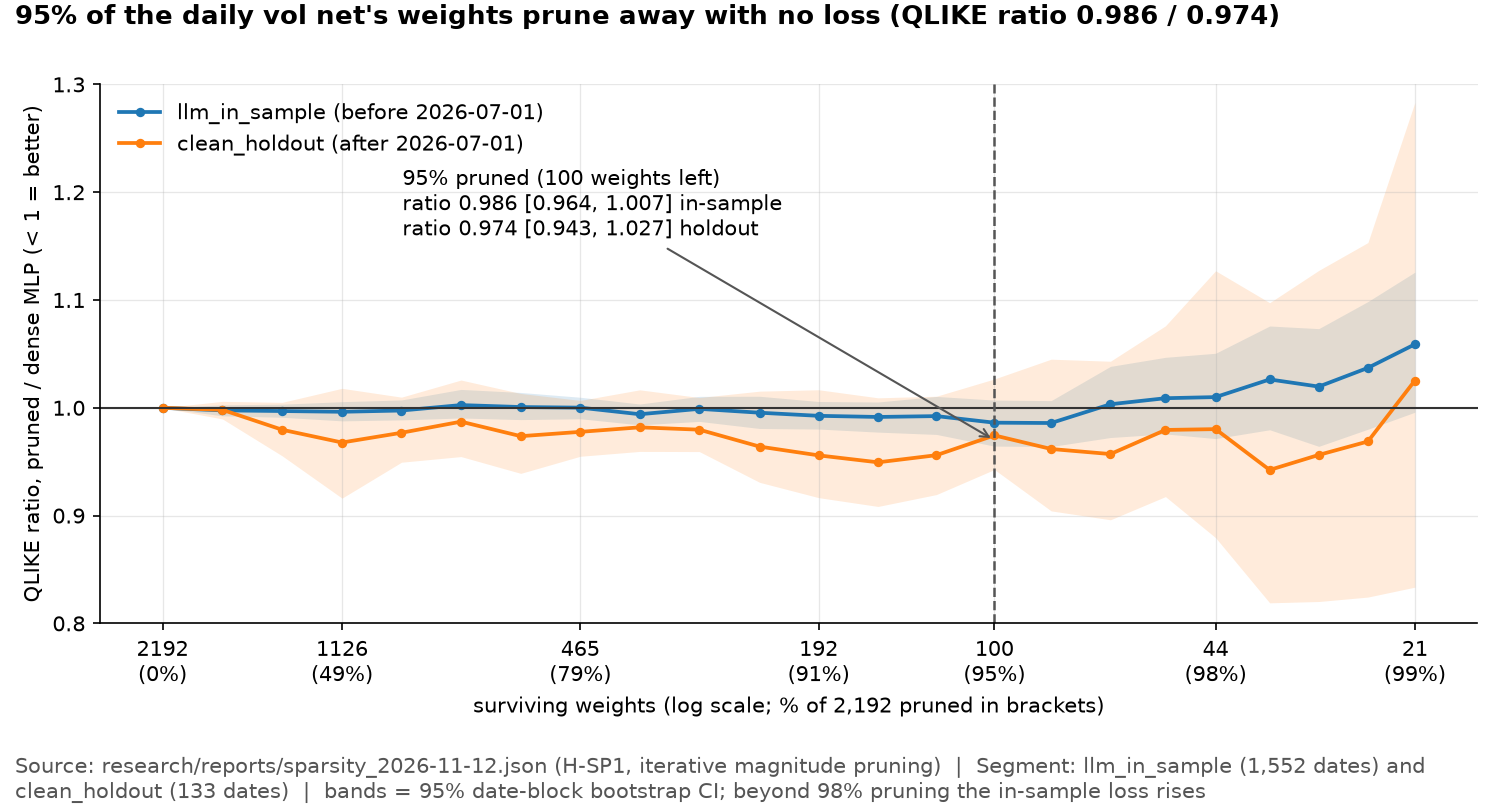 95% of the daily vol net's weights prune away with no loss (QLIKE ratio 0.986 / 0.974)
QLIKE ratio, pruned / dense MLP (< 1 = better)
1.3
1.2
1.1
1.0
0.9
0.8
llm_in_sample (before 2026-07-01)
clean_holdout (after 2026-07-01)
95% pruned (100 weights left)
ratio 0.986 [0.964, 1.007] in-sample
ratio 0.974 [0.943, 1.027] holdout
2192 1126 465 192 100 44 21
(0%) (49%) (79%) (91%) (95%) (98%) (99%)
surviving weights (log scale; % of 2,192 pruned in brackets)
Source: research/reports/sparsity_2026-11-12.json (H-SP1, iterative magnitude pruning) | Segment: llm_in_sample (1,552 dates) and
clean_holdout (133 dates) | bands = 95% date-block bootstrap CI; beyond 98% pruning the in-sample loss rises